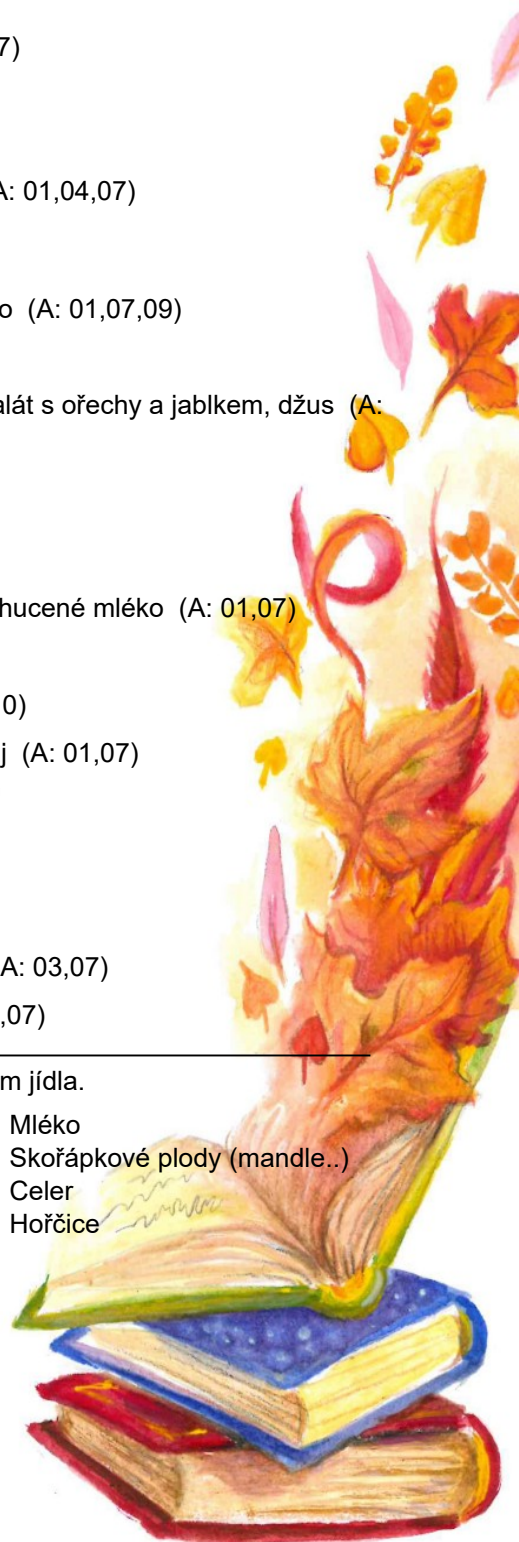 7)
A: 01,04,07)
o (A: 01,07,09)
alát s ořechy a jablkem, džus (A:
hucené mléko (A: 01,07)
0)
j (A: 01,07)
A: 03,07)
,07)
m jídla.
Mléko
Skořápkové plody (mandle..)
Celer
Hořčice